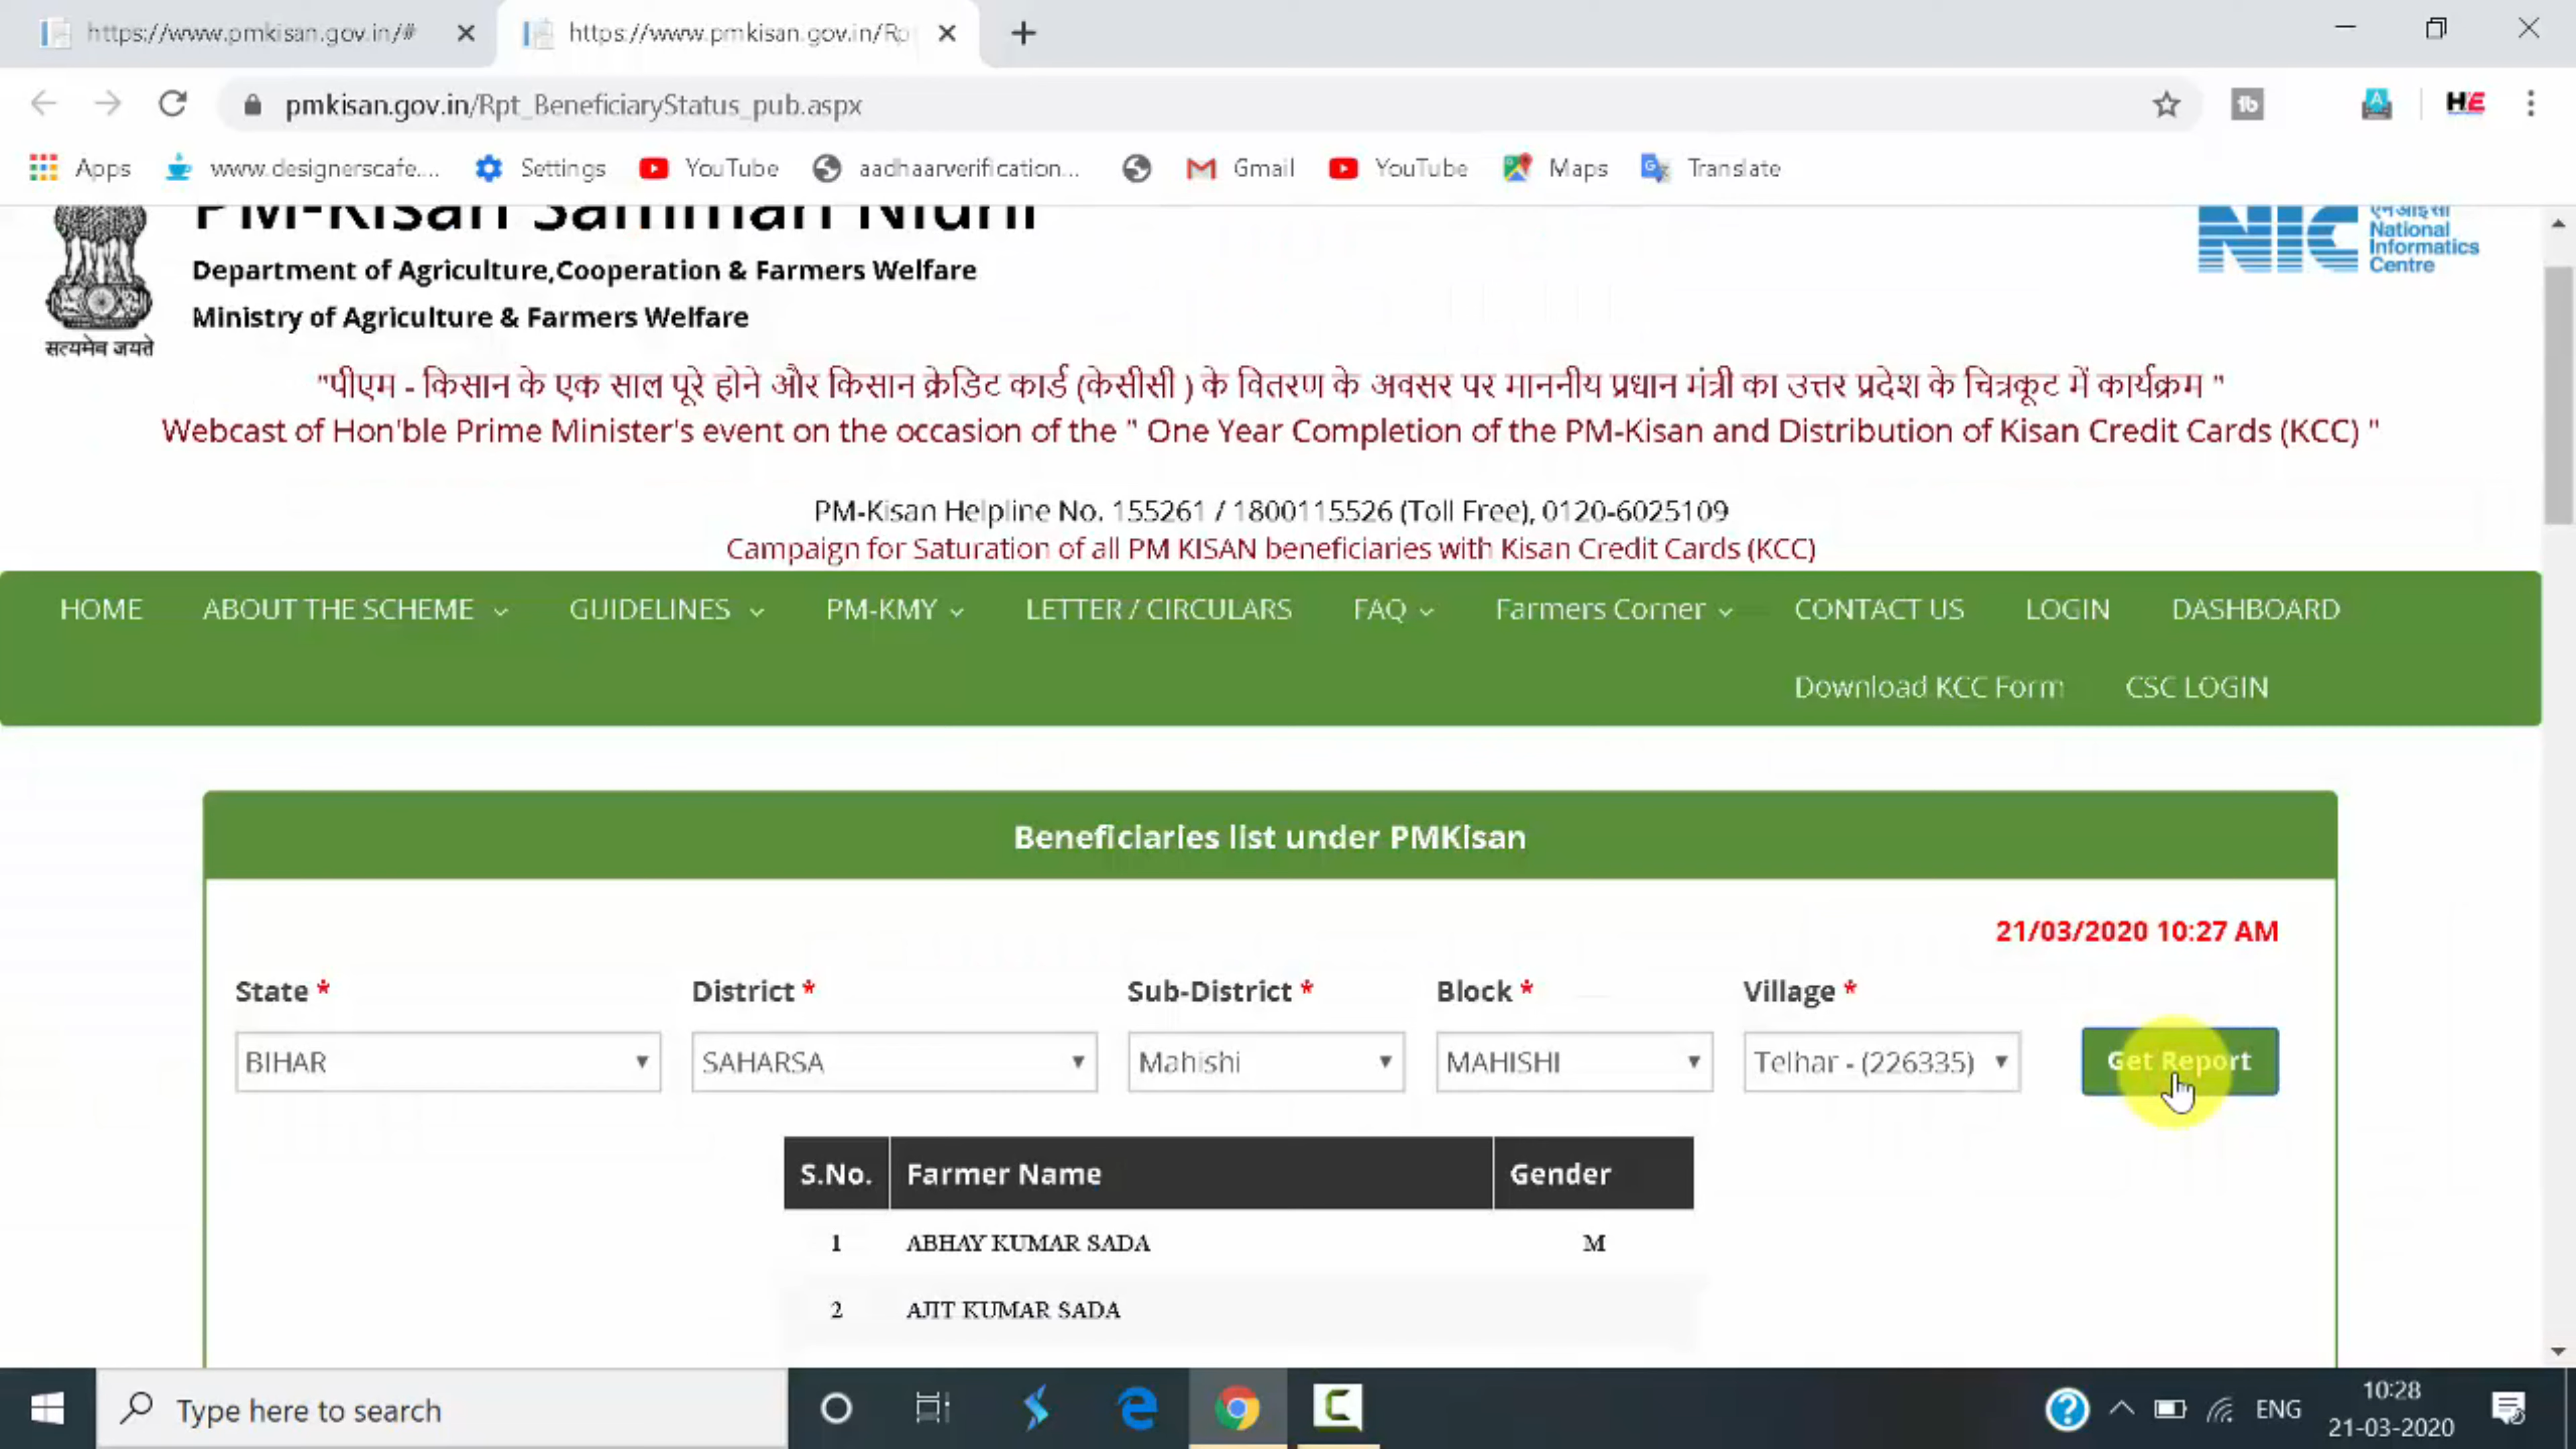 https://www.pmkisan.gov.in/#
https://www.pmkisan.gov.in/Rp
pmkisan.gov.in/Rpt_BeneficiaryStatus_pub.aspx
Apps www.designerscafe.... Settings YouTube aadhaarverification... Gmail YouTube Maps Translate
PM-Kisan Samman Nidhi
Department of Agriculture,Cooperation & Farmers Welfare
Ministry of Agriculture & Farmers Welfare
सत्यमेव जयते
NIC
एनआईसी
National
Informatics
Centre
"पीएम - किसान के एक साल पूरे होने और किसान क्रेडिट कार्ड (केसीसी ) के वितरण के अवसर पर माननीय प्रधान मंत्री का उत्तर प्रदेश के चित्रकूट में कार्यक्रम "
Webcast of Hon'ble Prime Minister's event on the occasion of the " One Year Completion of the PM-Kisan and Distribution of Kisan Credit Cards (KCC) "
PM-Kisan Helpline No. 155261 / 1800115526 (Toll Free), 0120-6025109
Campaign for Saturation of all PM KISAN beneficiaries with Kisan Credit Cards (KCC)
HOME ABOUT THE SCHEME GUIDELINES PM-KMY LETTER / CIRCULARS FAQ Farmers Corner CONTACT US LOGIN DASHBOARD
Download KCC Form CSC LOGIN
Beneficiaries list under PMKisan
21/03/2020 10:27 AM
State * District * Sub-District * Block * Village *
BIHAR SAHARSA Mahishi MAHISHI Telhar - (226335) Get Report
S.No. Farmer Name Gender
1 ABHAY KUMAR SADA M
2 AJIT KUMAR SADA
Type here to search
ENG
10:28
21-03-2020